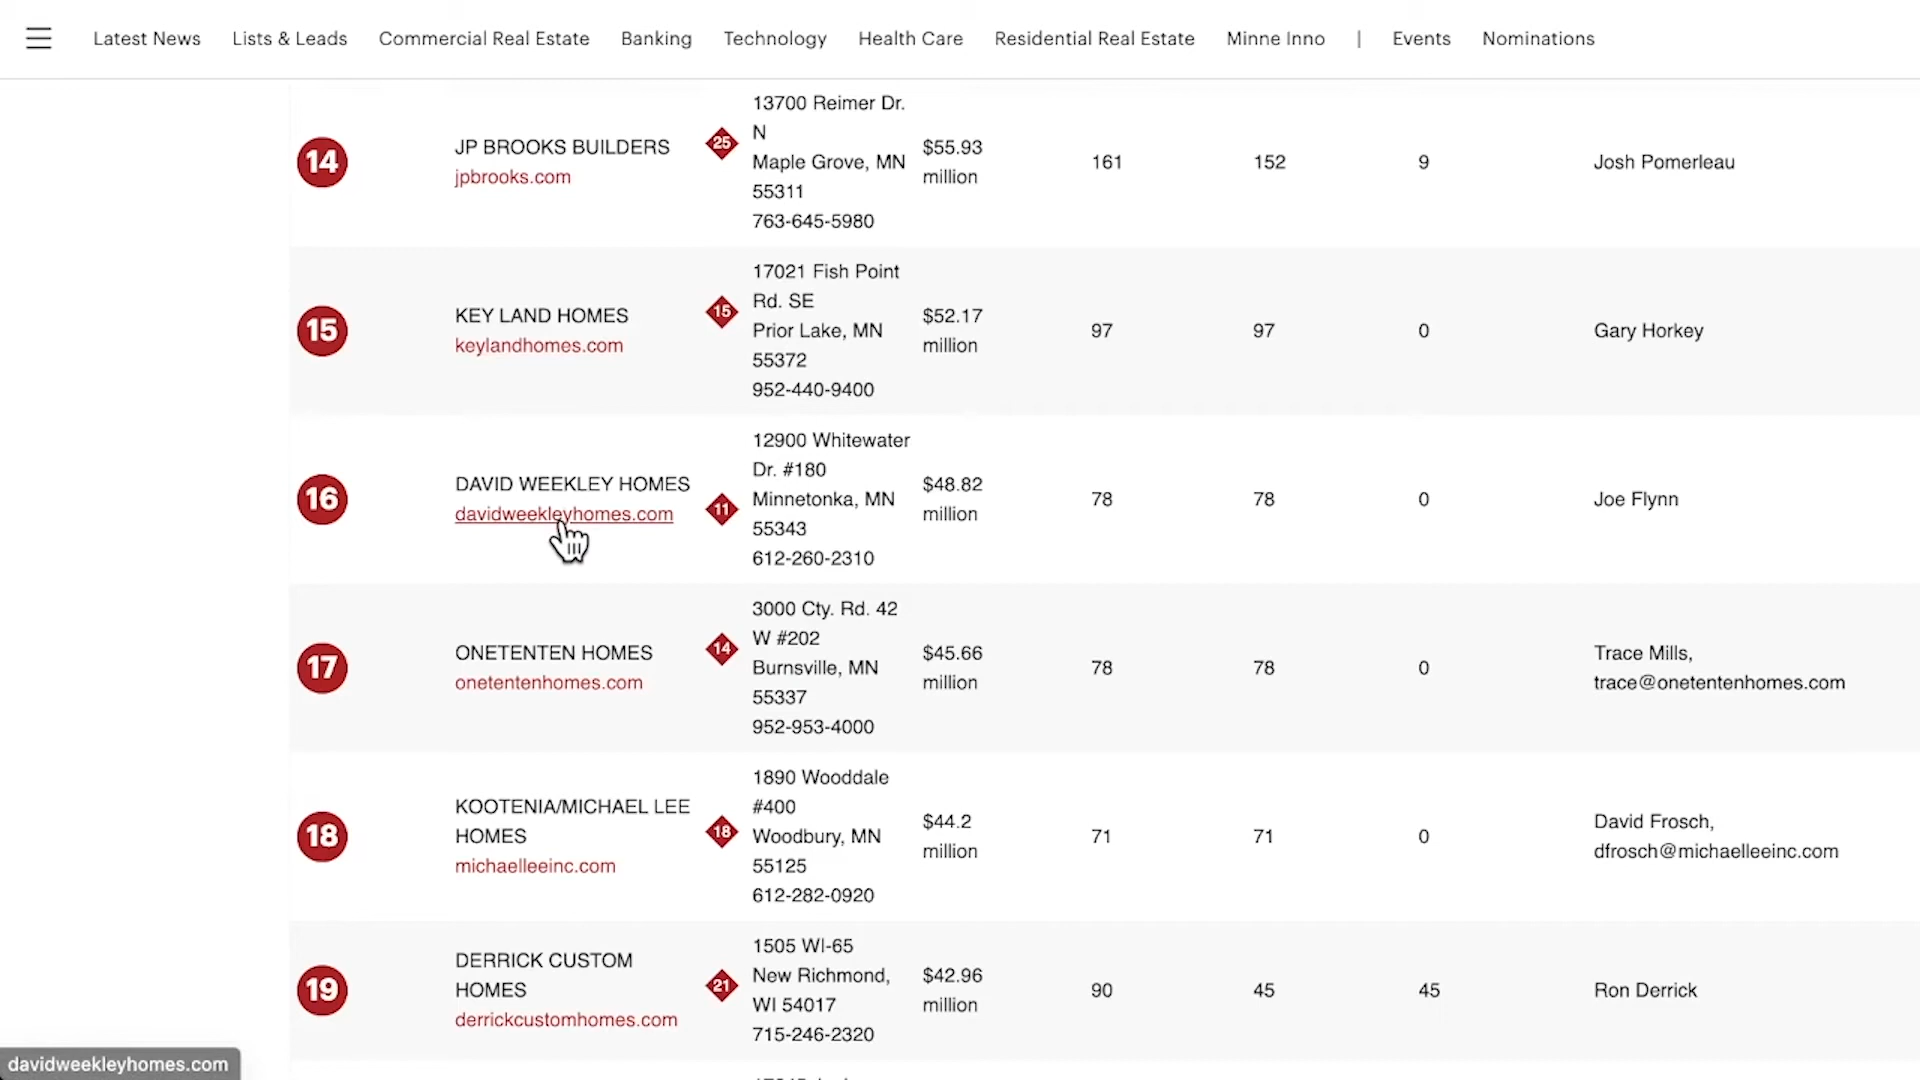 Latest News Lists & Leads Commercial Real Estate Banking Technology Health Care Residential Real Estate Minne Inno | Events Nominations
14
JP BROOKS BUILDERS
jpbrooks.com
25
13700 Reimer Dr.
N
Maple Grove, MN
55311
763-645-5980
$55.93
million
161
152
9
Josh Pomerleau
15
KEY LAND HOMES
keylandhomes.com
15
17021 Fish Point
Rd. SE
Prior Lake, MN
55372
952-440-9400
$52.17
million
97
97
0
Gary Horkey
16
DAVID WEEKLEY HOMES
davidweekleyhomes.com
11
12900 Whitewater
Dr. #180
Minnetonka, MN
55343
612-260-2310
$48.82
million
78
78
0
Joe Flynn
17
ONETENTEN HOMES
onetentenhomes.com
14
3000 Cty. Rd. 42
W #202
Burnsville, MN
55337
952-953-4000
$45.66
million
78
78
0
Trace Mills,
trace@onetentenhomes.com
18
KOOTENIA/MICHAEL LEE
HOMES
michaelleeinc.com
18
1890 Wooddale
#400
Woodbury, MN
55125
612-282-0920
$44.2
million
71
71
0
David Frosch,
dfrosch@michaelleeinc.com
19
DERRICK CUSTOM
HOMES
derrickcustomhomes.com
21
1505 WI-65
New Richmond,
WI 54017
715-246-2320
$42.96
million
90
45
45
Ron Derrick
davidweekleyhomes.com